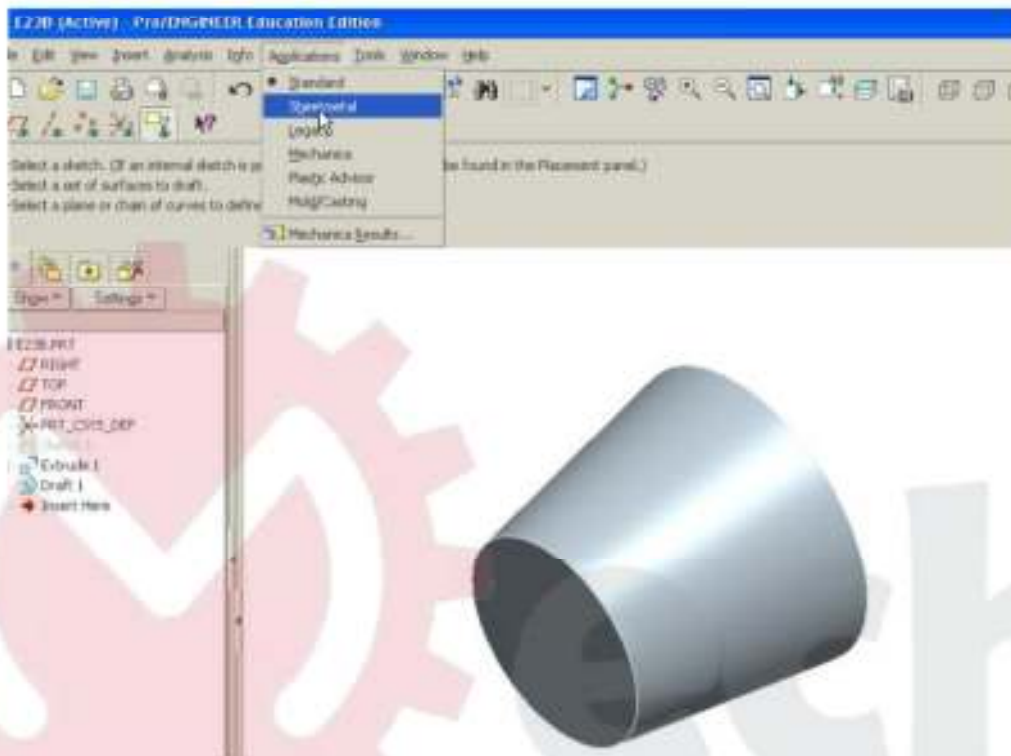 E23B (Active) - Pro/ENGINEER Education Edition
Edit View Insert Analysis Info Applications Tools Window Help
Standard
Sheetmetal
Legacy
Mechanica
Plastic Advisor
Mold/Casting
Mechanica Results...
Select a sketch. (If an internal sketch is p be found in the Placement panel.)
Select a set of surfaces to draft.
Select a plane or chain of curves to define
Show Settings
E23B.PRT
RIGHT
TOP
FRONT
PRT_CSYS_DEF
Extrude 1
Draft 1
Insert Here